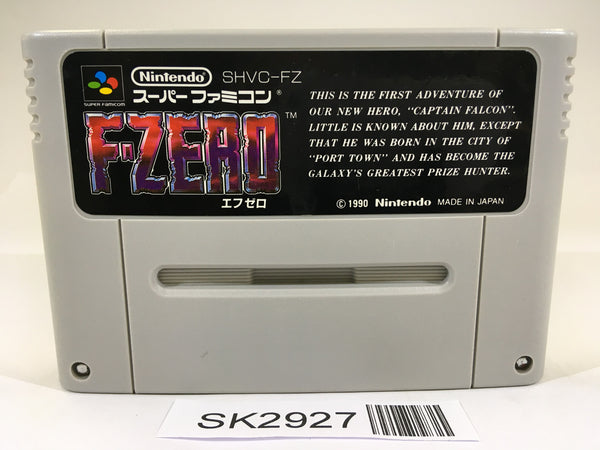 Nintendo SHVC-FZ
SUPER FAMICOM
スーパーファミコン®
F-ZERO™
エフゼロ
THIS IS THE FIRST ADVENTURE OF
OUR NEW HERO, "CAPTAIN FALCON".
LITTLE IS KNOWN ABOUT HIM, EXCEPT
THAT HE WAS BORN IN THE CITY OF
"PORT TOWN" AND HAS BECOME THE
GALAXY'S GREATEST PRIZE HUNTER.
© 1990 Nintendo MADE IN JAPAN
SK2927